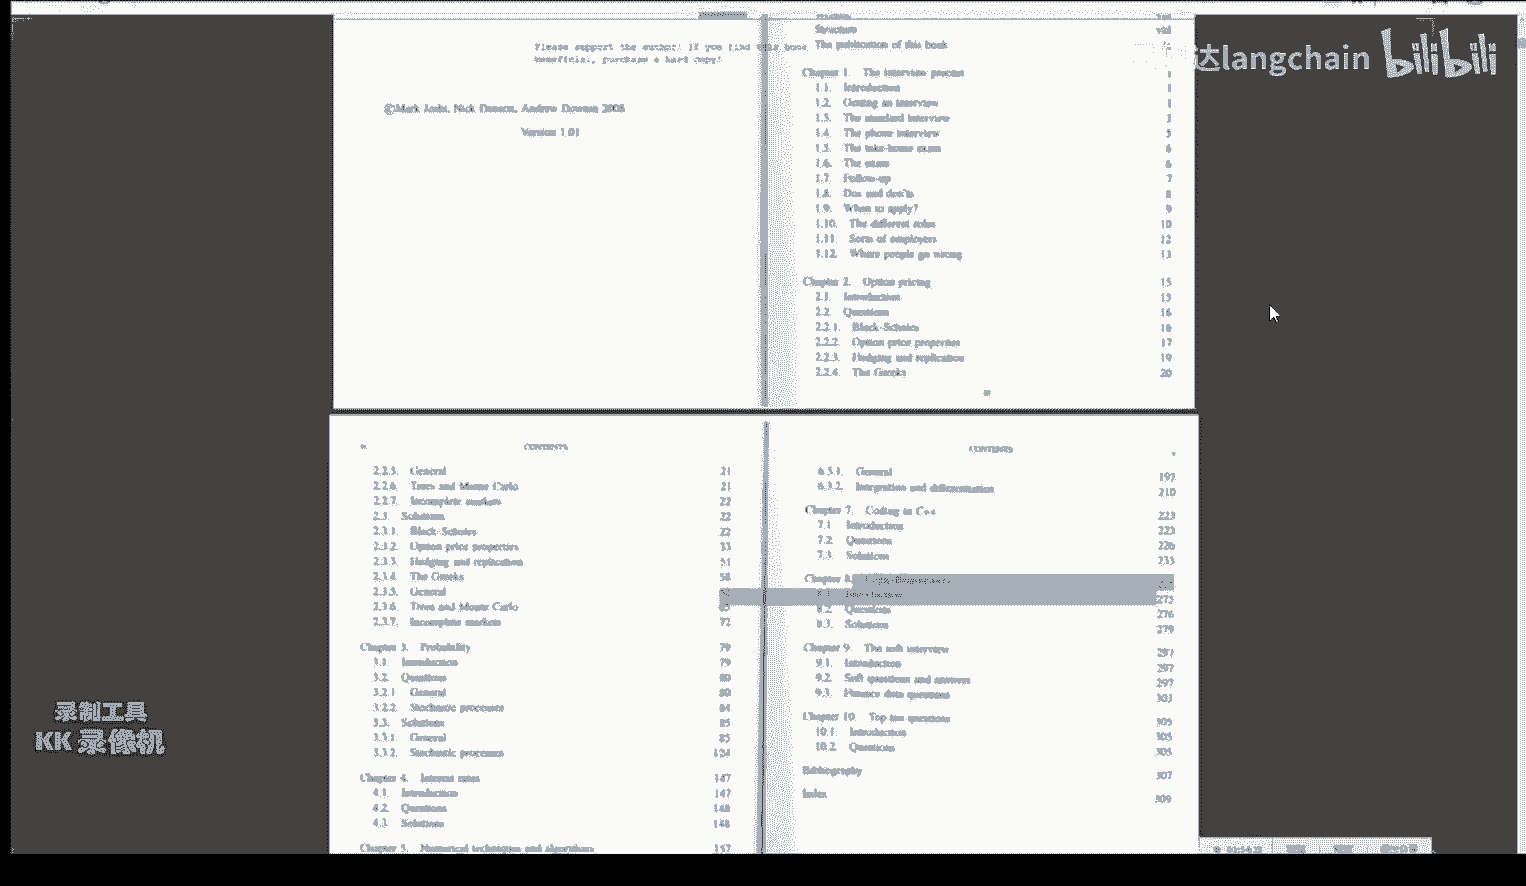 达langchain
bilibili
Structure viii
The publication of this book
Please support the author! If you find this book
beneficial, purchase a hard copy!
©Mark Joshi, Nick Denson, Andrew Downes 2008
Version 1.01
Chapter 1. The interview process 1
1.1. Introduction 1
1.2. Getting an interview 1
1.3. The standard interview 3
1.4. The phone interview 5
1.5. The take-home exam 6
1.6. The exam 6
1.7. Follow-up 7
1.8. Dos and don'ts 8
1.9. When to apply? 9
1.10. The different roles 10
1.11. Sorts of employers 12
1.12. Where people go wrong 13
Chapter 2. Option pricing 15
2.1. Introduction 15
2.2. Questions 16
2.2.1. Black-Scholes 16
2.2.2. Option price properties 17
2.2.3. Hedging and replication 19
2.2.4. The Greeks 20
CONTENTS
2.2.5. General 21
2.2.6. Trees and Monte Carlo 21
2.2.7. Incomplete markets 22
2.3. Solutions 22
2.3.1. Black-Scholes 22
2.3.2. Option price properties 33
2.3.3. Hedging and replication 51
2.3.4. The Greeks 58
2.3.5. General
2.3.6. Trees and Monte Carlo 65
2.3.7. Incomplete markets 72
Chapter 3. Probability 79
3.1. Introduction 79
3.2. Questions 80
3.2.1. General 80
3.2.2. Stochastic processes 84
3.3. Solutions 85
3.3.1. General 85
3.3.2. Stochastic processes 124
Chapter 4. Interest rates 147
4.1. Introduction 147
4.2. Questions 148
4.3. Solutions 148
Chapter 5. Numerical techniques and algorithms 157
CONTENTS
6.3.1. General 197
6.3.2. Integration and differentiation 210
Chapter 7. Coding in C++ 223
7.1. Introduction 223
7.2. Questions 226
7.3. Solutions 235
Chapter 8.
8.1. Introduction 275
8.2. Questions 276
8.3. Solutions 279
Chapter 9. The soft interview 297
9.1. Introduction 297
9.2. Soft questions and answers 297
9.3. Finance data questions 303
Chapter 10. Top ten questions 305
10.1. Introduction 305
10.2. Questions 305
Bibliography 307
Index 309
录制工具
KK 录像机